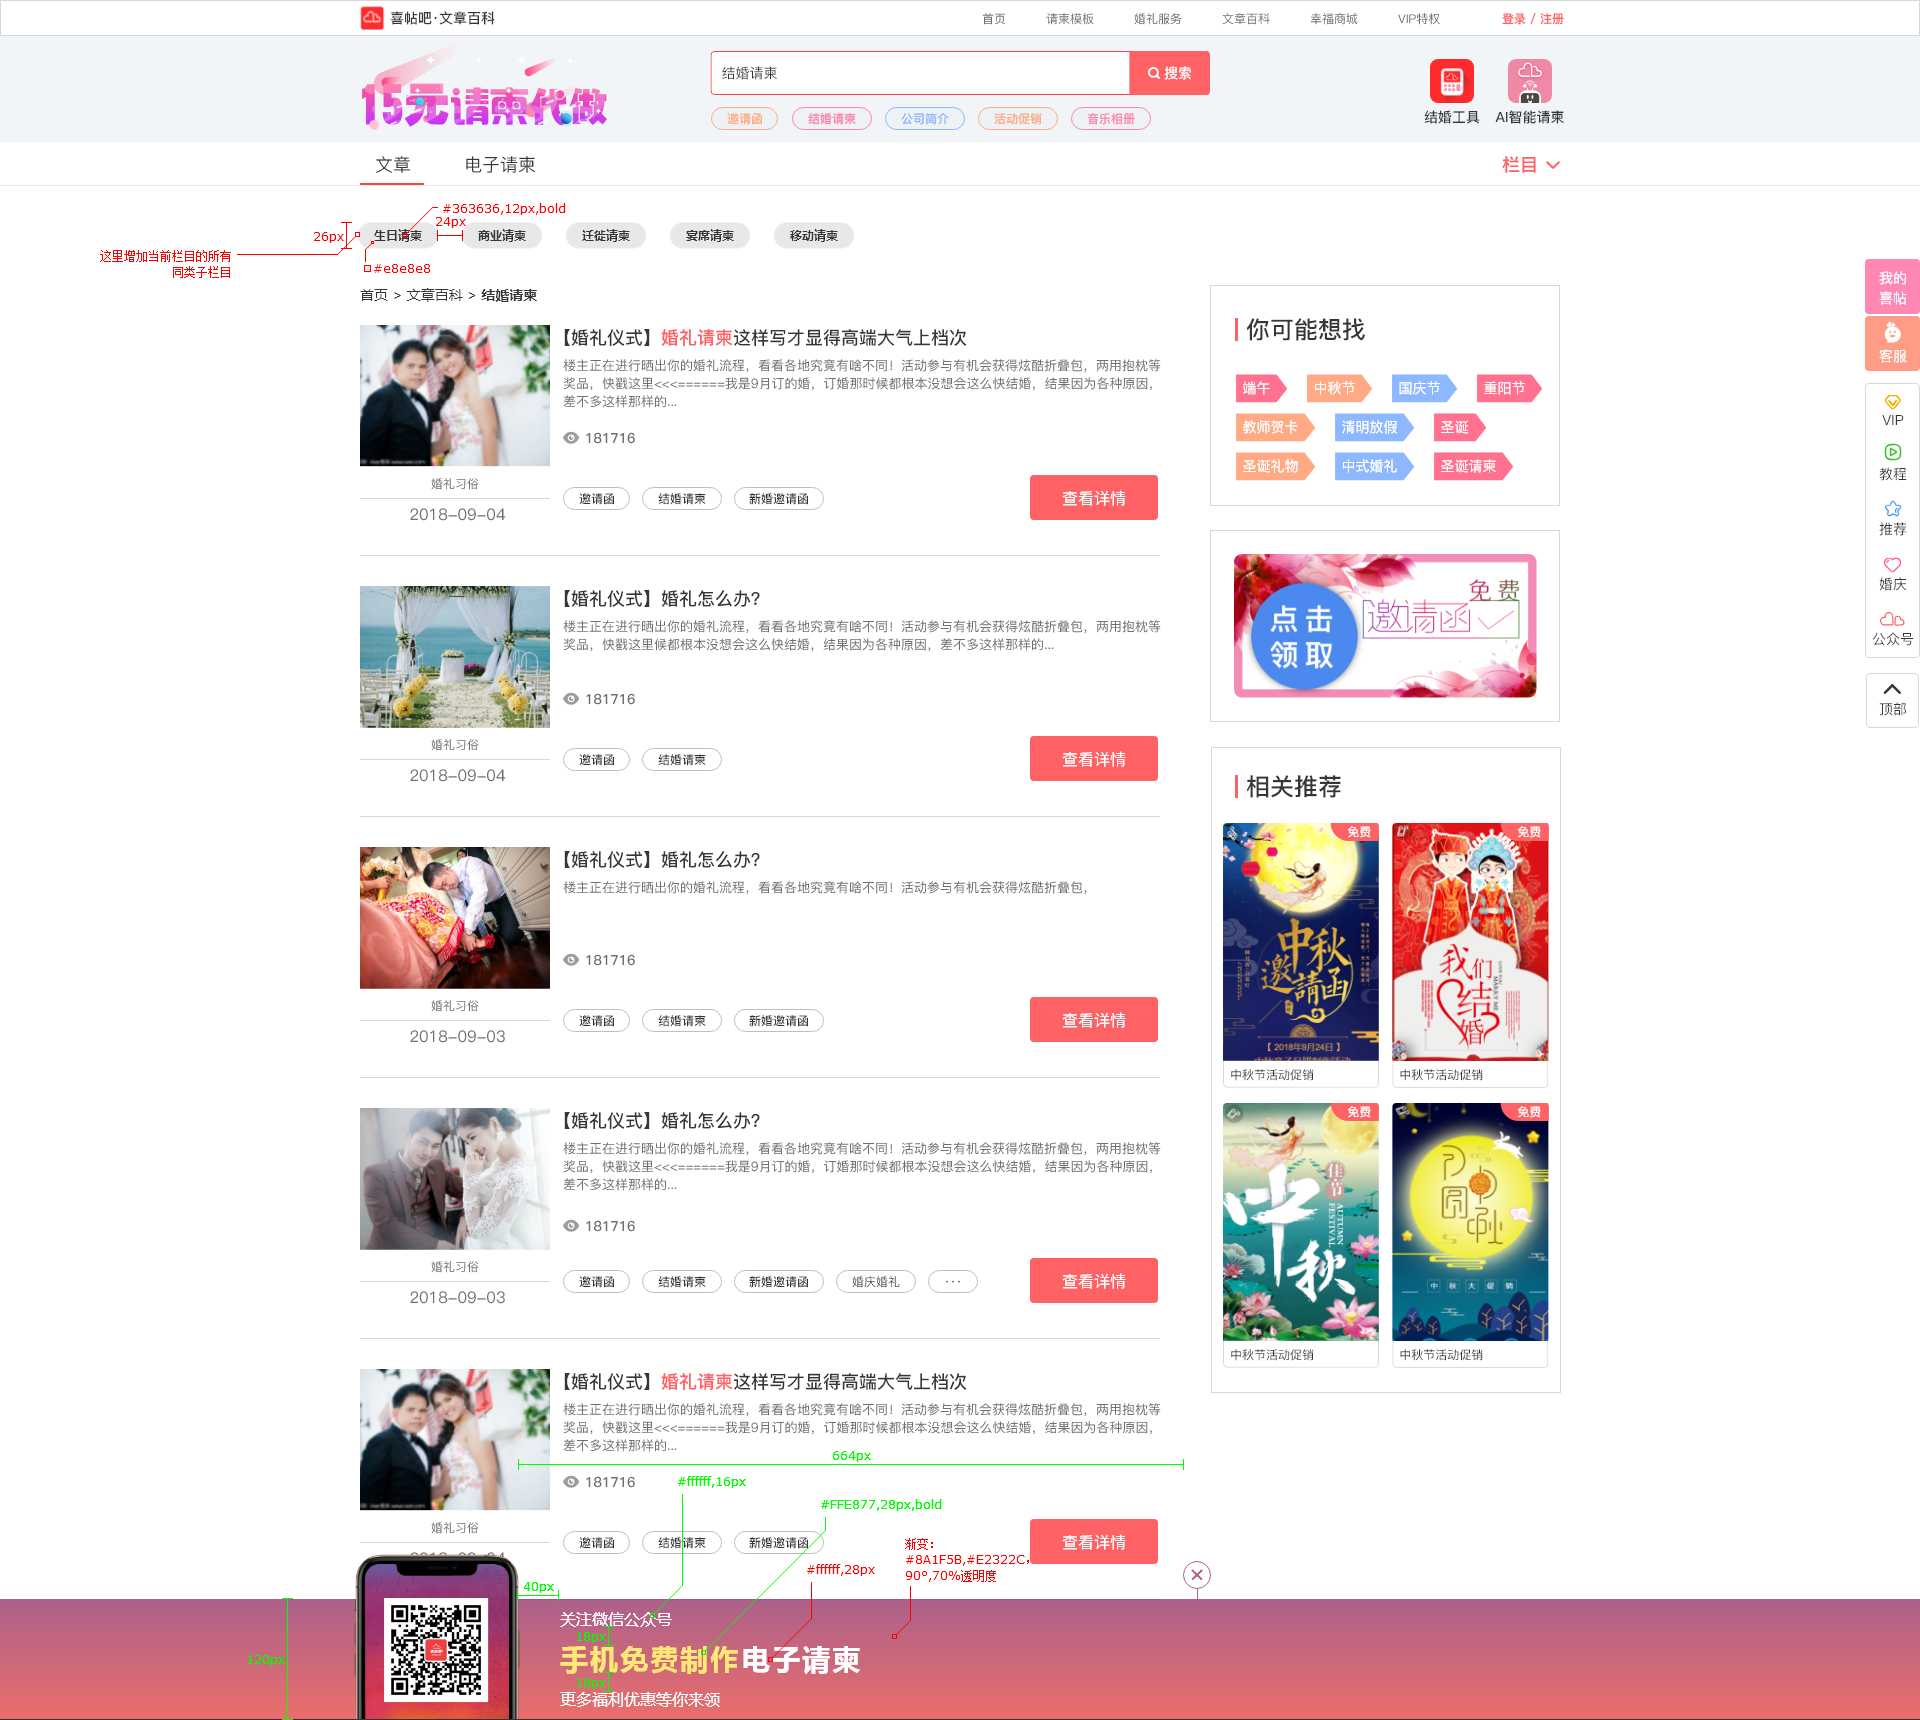 喜帖吧·文章百科
首页 请柬模板 婚礼服务 文章百科 幸福商城 VIP特权 登录 / 注册
15元请柬代做
结婚请柬 搜索
邀请函 结婚请柬 公司简介 活动促销 音乐相册
结婚工具 AI智能请柬
文章 电子请柬 栏目
#363636,12px,bold
24px
26px
生日请柬 商业请柬 迁徙请柬 宴席请柬 移动请柬
这里增加当前栏目的所有
同类子栏目
#e8e8e8
首页 > 文章百科 > 结婚请柬
【婚礼仪式】婚礼请柬这样写才显得高端大气上档次
楼主正在进行晒出你的婚礼流程，看看各地究竟有啥不同！活动参与有机会获得炫酷折叠包，两用抱枕等
奖品，快戳这里<<<======我是9月订的婚，订婚那时候都根本没想会这么快结婚，结果因为各种原因，
差不多这样那样的...
181716
婚礼习俗
2018-09-04
邀请函 结婚请柬 新婚邀请函
查看详情
【婚礼仪式】婚礼怎么办?
楼主正在进行晒出你的婚礼流程，看看各地究竟有啥不同！活动参与有机会获得炫酷折叠包，两用抱枕等
奖品，快戳这里候都根本没想会这么快结婚，结果因为各种原因，差不多这样那样的...
181716
婚礼习俗
2018-09-04
邀请函 结婚请柬
查看详情
【婚礼仪式】婚礼怎么办?
楼主正在进行晒出你的婚礼流程，看看各地究竟有啥不同！活动参与有机会获得炫酷折叠包，
181716
婚礼习俗
2018-09-03
邀请函 结婚请柬 新婚邀请函
查看详情
【婚礼仪式】婚礼怎么办?
楼主正在进行晒出你的婚礼流程，看看各地究竟有啥不同！活动参与有机会获得炫酷折叠包，两用抱枕等
奖品，快戳这里<<<======我是9月订的婚，订婚那时候都根本没想会这么快结婚，结果因为各种原因，
差不多这样那样的...
181716
婚礼习俗
2018-09-03
邀请函 结婚请柬 新婚邀请函 婚庆婚礼 ···
查看详情
【婚礼仪式】婚礼请柬这样写才显得高端大气上档次
楼主正在进行晒出你的婚礼流程，看看各地究竟有啥不同！活动参与有机会获得炫酷折叠包，两用抱枕等
奖品，快戳这里<<<======我是9月订的婚，订婚那时候都根本没想会这么快结婚，结果因为各种原因，
差不多这样那样的...
664px
181716
#ffffff,16px
#FFE877,28px,bold
婚礼习俗
邀请函 结婚请柬 新婚邀请函
查看详情
渐变：
#8A1F5B,#E2322C,
90°,70%透明度
#ffffff,28px
40px
关注微信公众号
18px
120px
手机免费制作电子请柬
18px
更多福利优惠等你来领
你可能想找
端午 中秋节 国庆节 重阳节
教师贺卡 清明放假 圣诞
圣诞礼物 中式婚礼 圣诞请柬
点击
领取
免费
邀请函
相关推荐
免费
中秋
邀請函
【 2018年9月24日 】
中秋节活动促销
免费
我们
结婚
中秋节活动促销
免费
佳节
AUTUMN
FESTIVAL
中秋
中秋节活动促销
免费
月圆中秋
中秋大促销
中秋节活动促销
我的
喜帖
客服
VIP
教程
推荐
婚庆
公众号
顶部